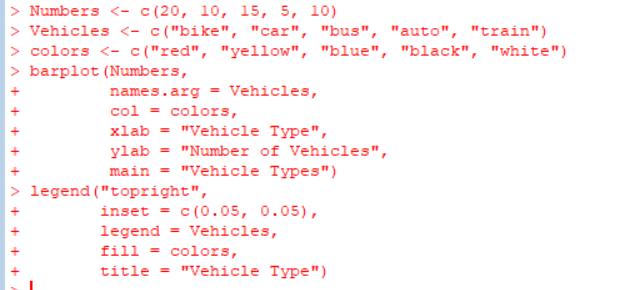 > Numbers <- c(20, 10, 15, 5, 10)
> Vehicles <- c("bike", "car", "bus", "auto", "train")
> colors <- c("red", "yellow", "blue", "black", "white")
> barplot(Numbers,
+         names.arg = Vehicles,
+         col = colors,
+         xlab = "Vehicle Type",
+         ylab = "Number of Vehicles",
+         main = "Vehicle Types")
> legend("topright",
+        inset = c(0.05, 0.05),
+        legend = Vehicles,
+        fill = colors,
+        title = "Vehicle Type")
>